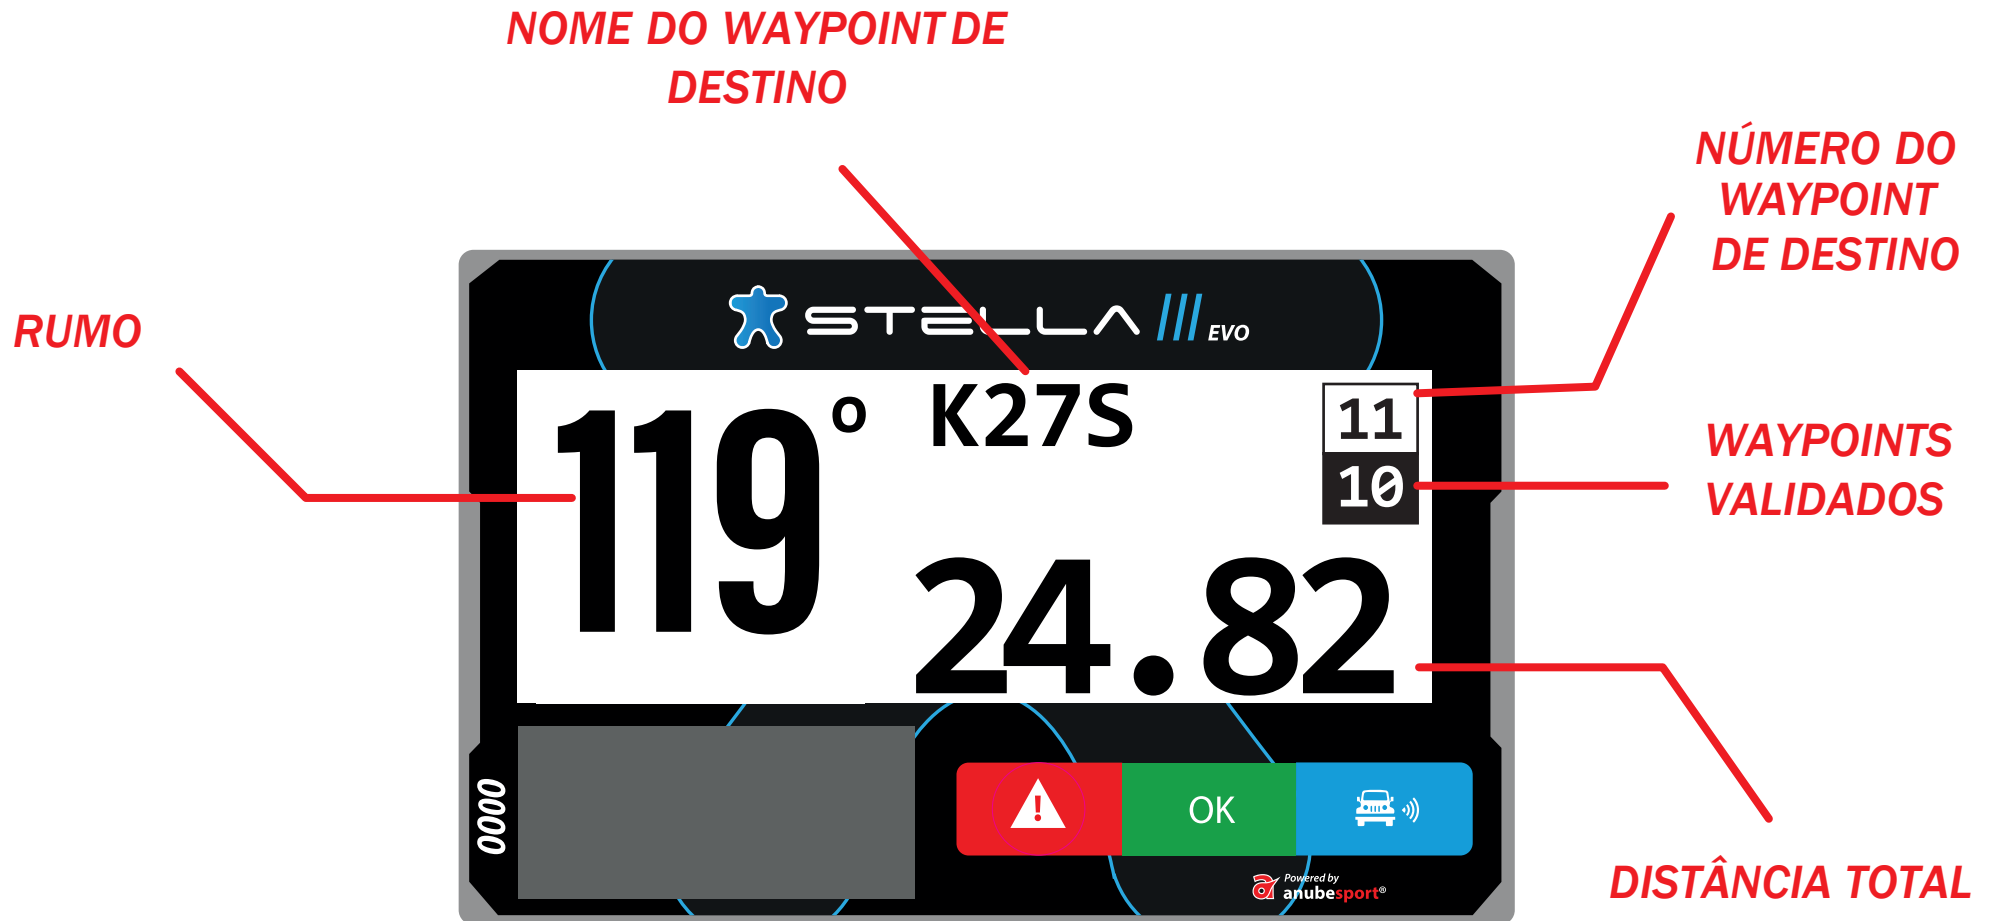 NOME DO WAYPOINT DE
DESTINO
NÚMERO DO
WAYPOINT
DE DESTINO
RUMO
STELLA III EVO
119° K27S
11
10
WAYPOINTS
VALIDADOS
24.82
0000
! OK
DISTÂNCIA TOTAL
Powered by
anubesport®